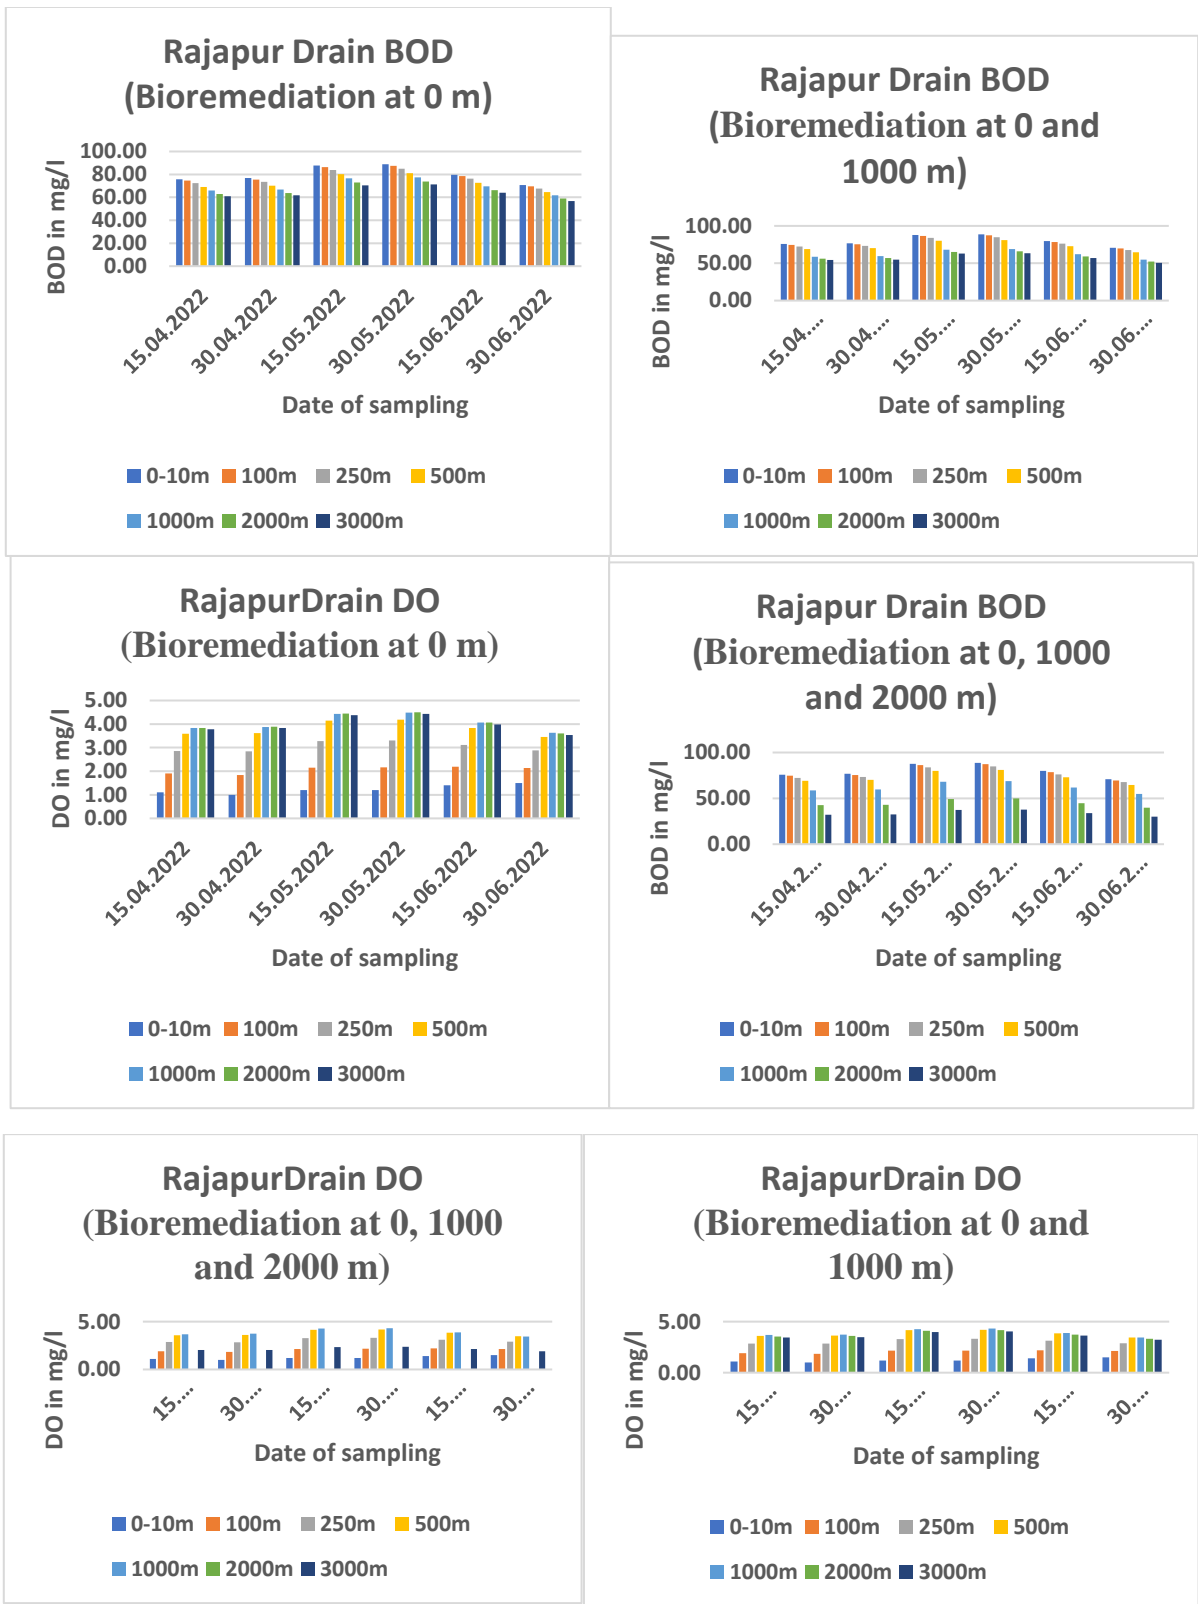 Rajapur Drain BOD
(Bioremediation at 0 m)
BOD in mg/l
100.00
80.00
60.00
40.00
20.00
0.00
15.04.2022
30.04.2022
15.05.2022
30.05.2022
15.06.2022
30.06.2022
Date of sampling
0-10m 100m 250m 500m
1000m 2000m 3000m
Rajapur Drain BOD
(Bioremediation at 0 and
1000 m)
BOD in mg/l
100.00
50.00
0.00
15.04....
30.04....
15.05....
30.05....
15.06....
30.06....
Date of sampling
0-10m 100m 250m 500m
1000m 2000m 3000m
RajapurDrain DO
(Bioremediation at 0 m)
DO in mg/l
5.00
4.00
3.00
2.00
1.00
0.00
15.04.2022
30.04.2022
15.05.2022
30.05.2022
15.06.2022
30.06.2022
Date of sampling
0-10m 100m 250m 500m
1000m 2000m 3000m
Rajapur Drain BOD
(Bioremediation at 0, 1000
and 2000 m)
BOD in mg/l
100.00
50.00
0.00
15.04.2...
30.04.2...
15.05.2...
30.05.2...
15.06.2...
30.06.2...
Date of sampling
0-10m 100m 250m 500m
1000m 2000m 3000m
RajapurDrain DO
(Bioremediation at 0, 1000
and 2000 m)
DO in mg/l
5.00
0.00
15....
30....
15....
30....
15....
30....
Date of sampling
0-10m 100m 250m 500m
1000m 2000m 3000m
RajapurDrain DO
(Bioremediation at 0 and
1000 m)
DO in mg/l
5.00
0.00
15....
30....
15....
30....
15....
30....
Date of sampling
0-10m 100m 250m 500m
1000m 2000m 3000m